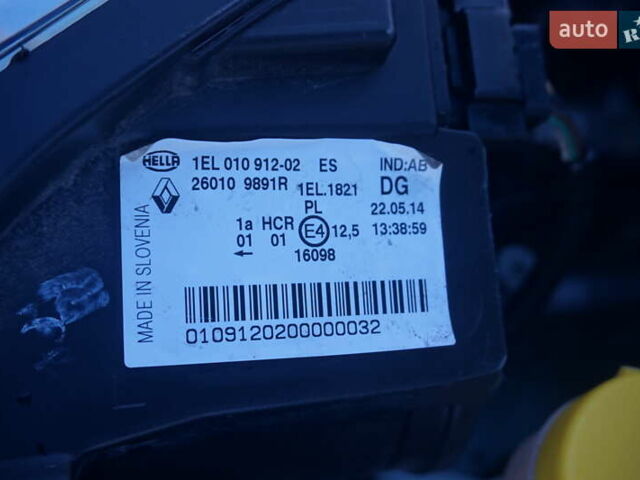 auto
R
HELLA 1EL 010 912-02 ES IND:AB
26010 9891R 1EL.1821 DG
PL 22.05.14
1a HCR E4 12,5 13:38:59
01 01
16098
MADE IN SLOVENIA
0109120200000032